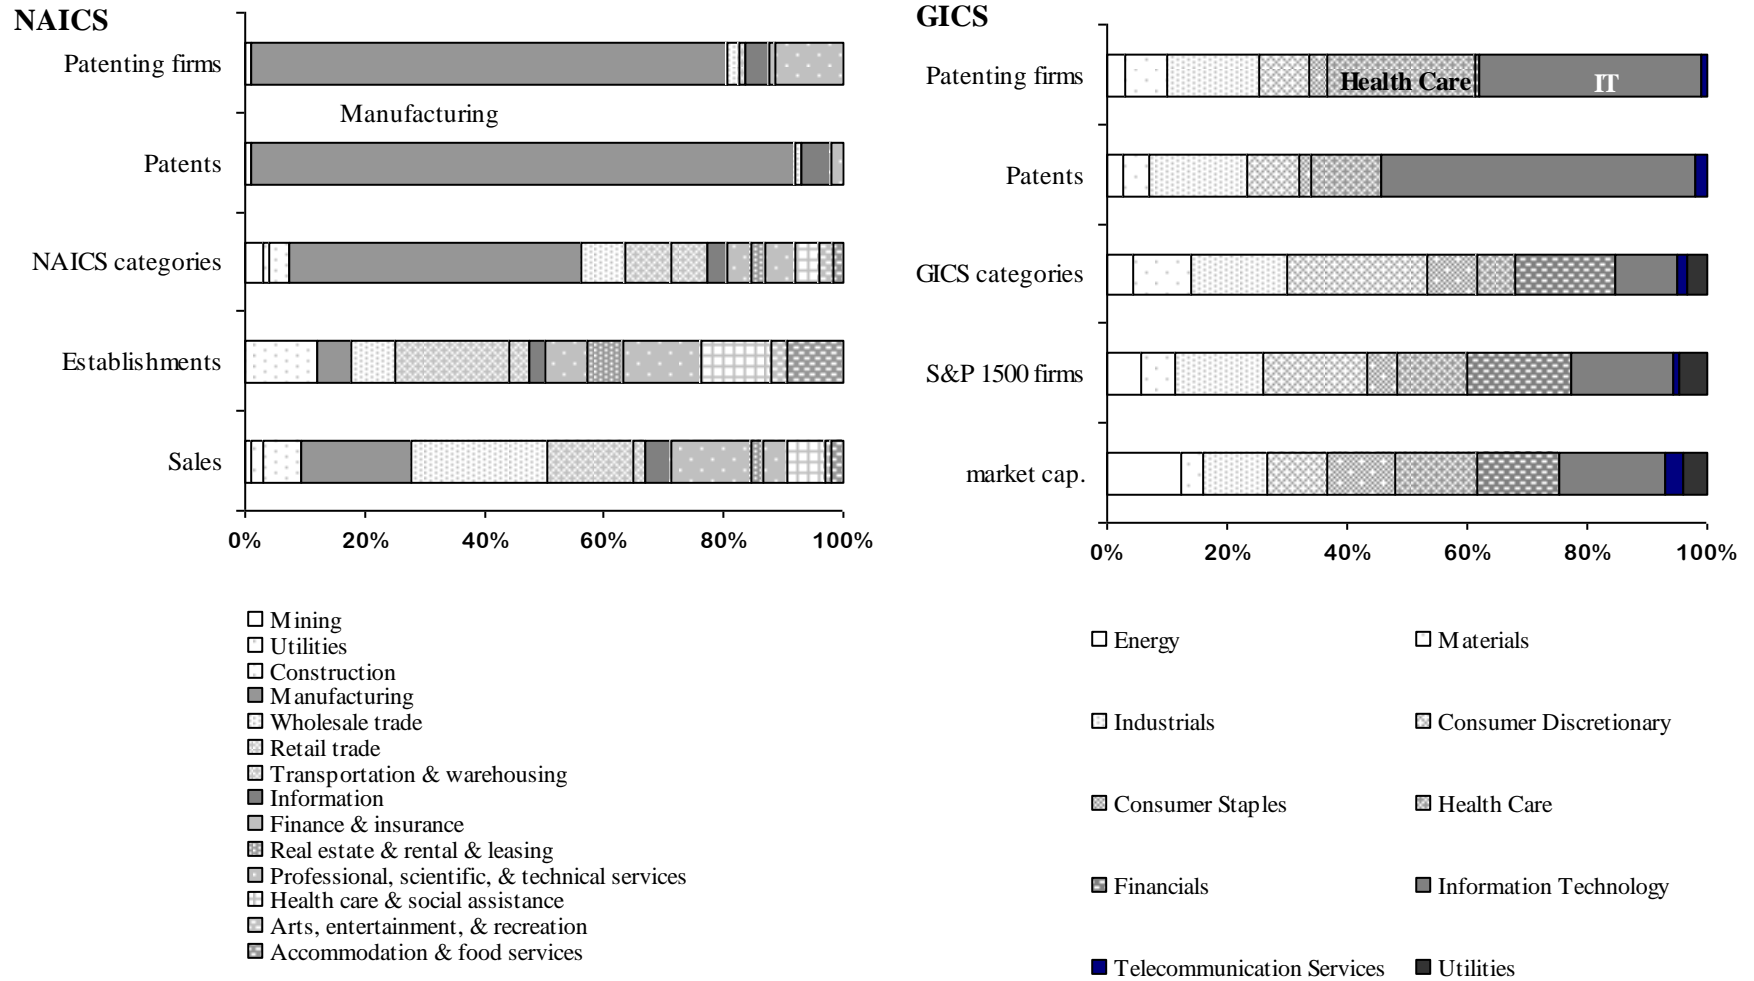 NAICS
Patenting firms
Manufacturing
Patents
NAICS categories
Establishments
Sales
0% 20% 40% 60% 80% 100%
Mining
Utilities
Construction
Manufacturing
Wholesale trade
Retail trade
Transportation & warehousing
Information
Finance & insurance
Real estate & rental & leasing
Professional, scientific, & technical services
Health care & social assistance
Arts, entertainment, & recreation
Accommodation & food services
GICS
Patenting firms
Health Care IT
Patents
GICS categories
S&P 1500 firms
market cap.
0% 20% 40% 60% 80% 100%
Energy Materials
Industrials Consumer Discretionary
Consumer Staples Health Care
Financials Information Technology
Telecommunication Services Utilities